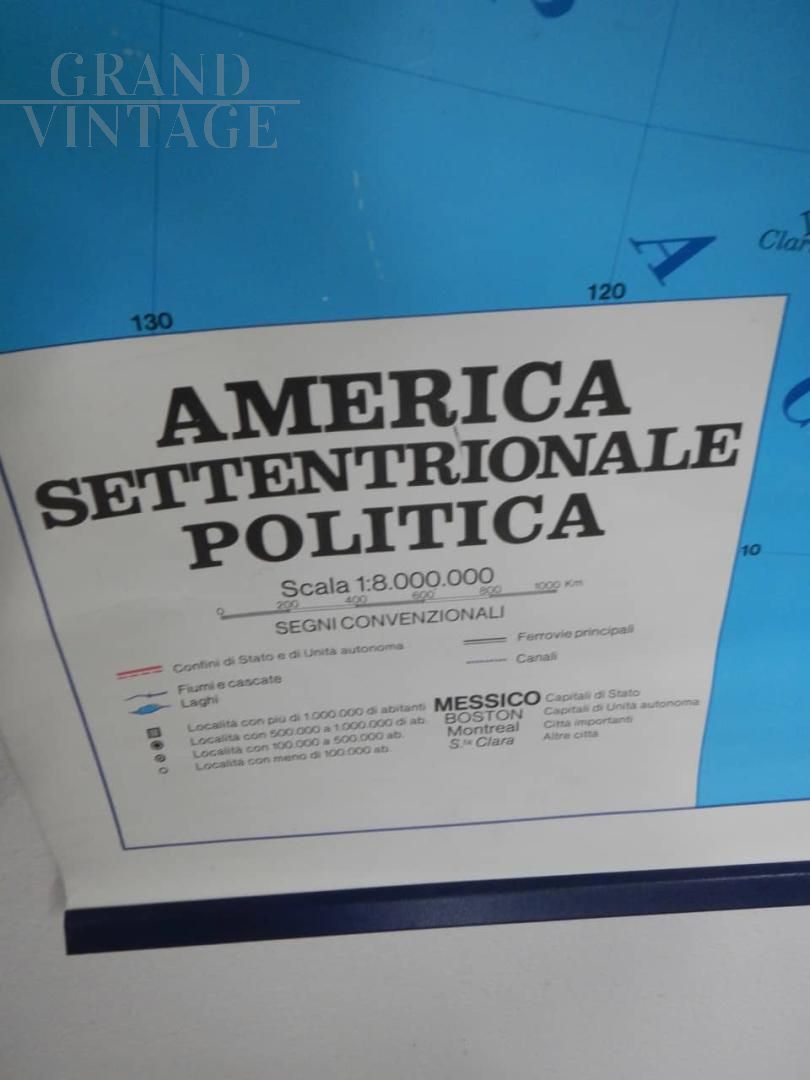 GRAND
VINTAGE
A
Clar
130
120
AMERICA
SETTENTRIONALE
POLITICA
10
Scala 1:8.000.000
0 200 400 600 800 1000 Km
SEGNI CONVENZIONALI
Confini di Stato e di Unità autonoma
Fiumi e cascate
Laghi
Località con più di 1.000.000 di abitanti
Località con 500.000 a 1.000.000 di ab.
Località con 100.000 a 500.000 ab.
Località con meno di 100.000 ab.
Ferrovie principali
Canali
MESSICO Capitali di Stato
BOSTON Capitali di Unità autonoma
Montreal Città importanti
S.ta Clara Altre città